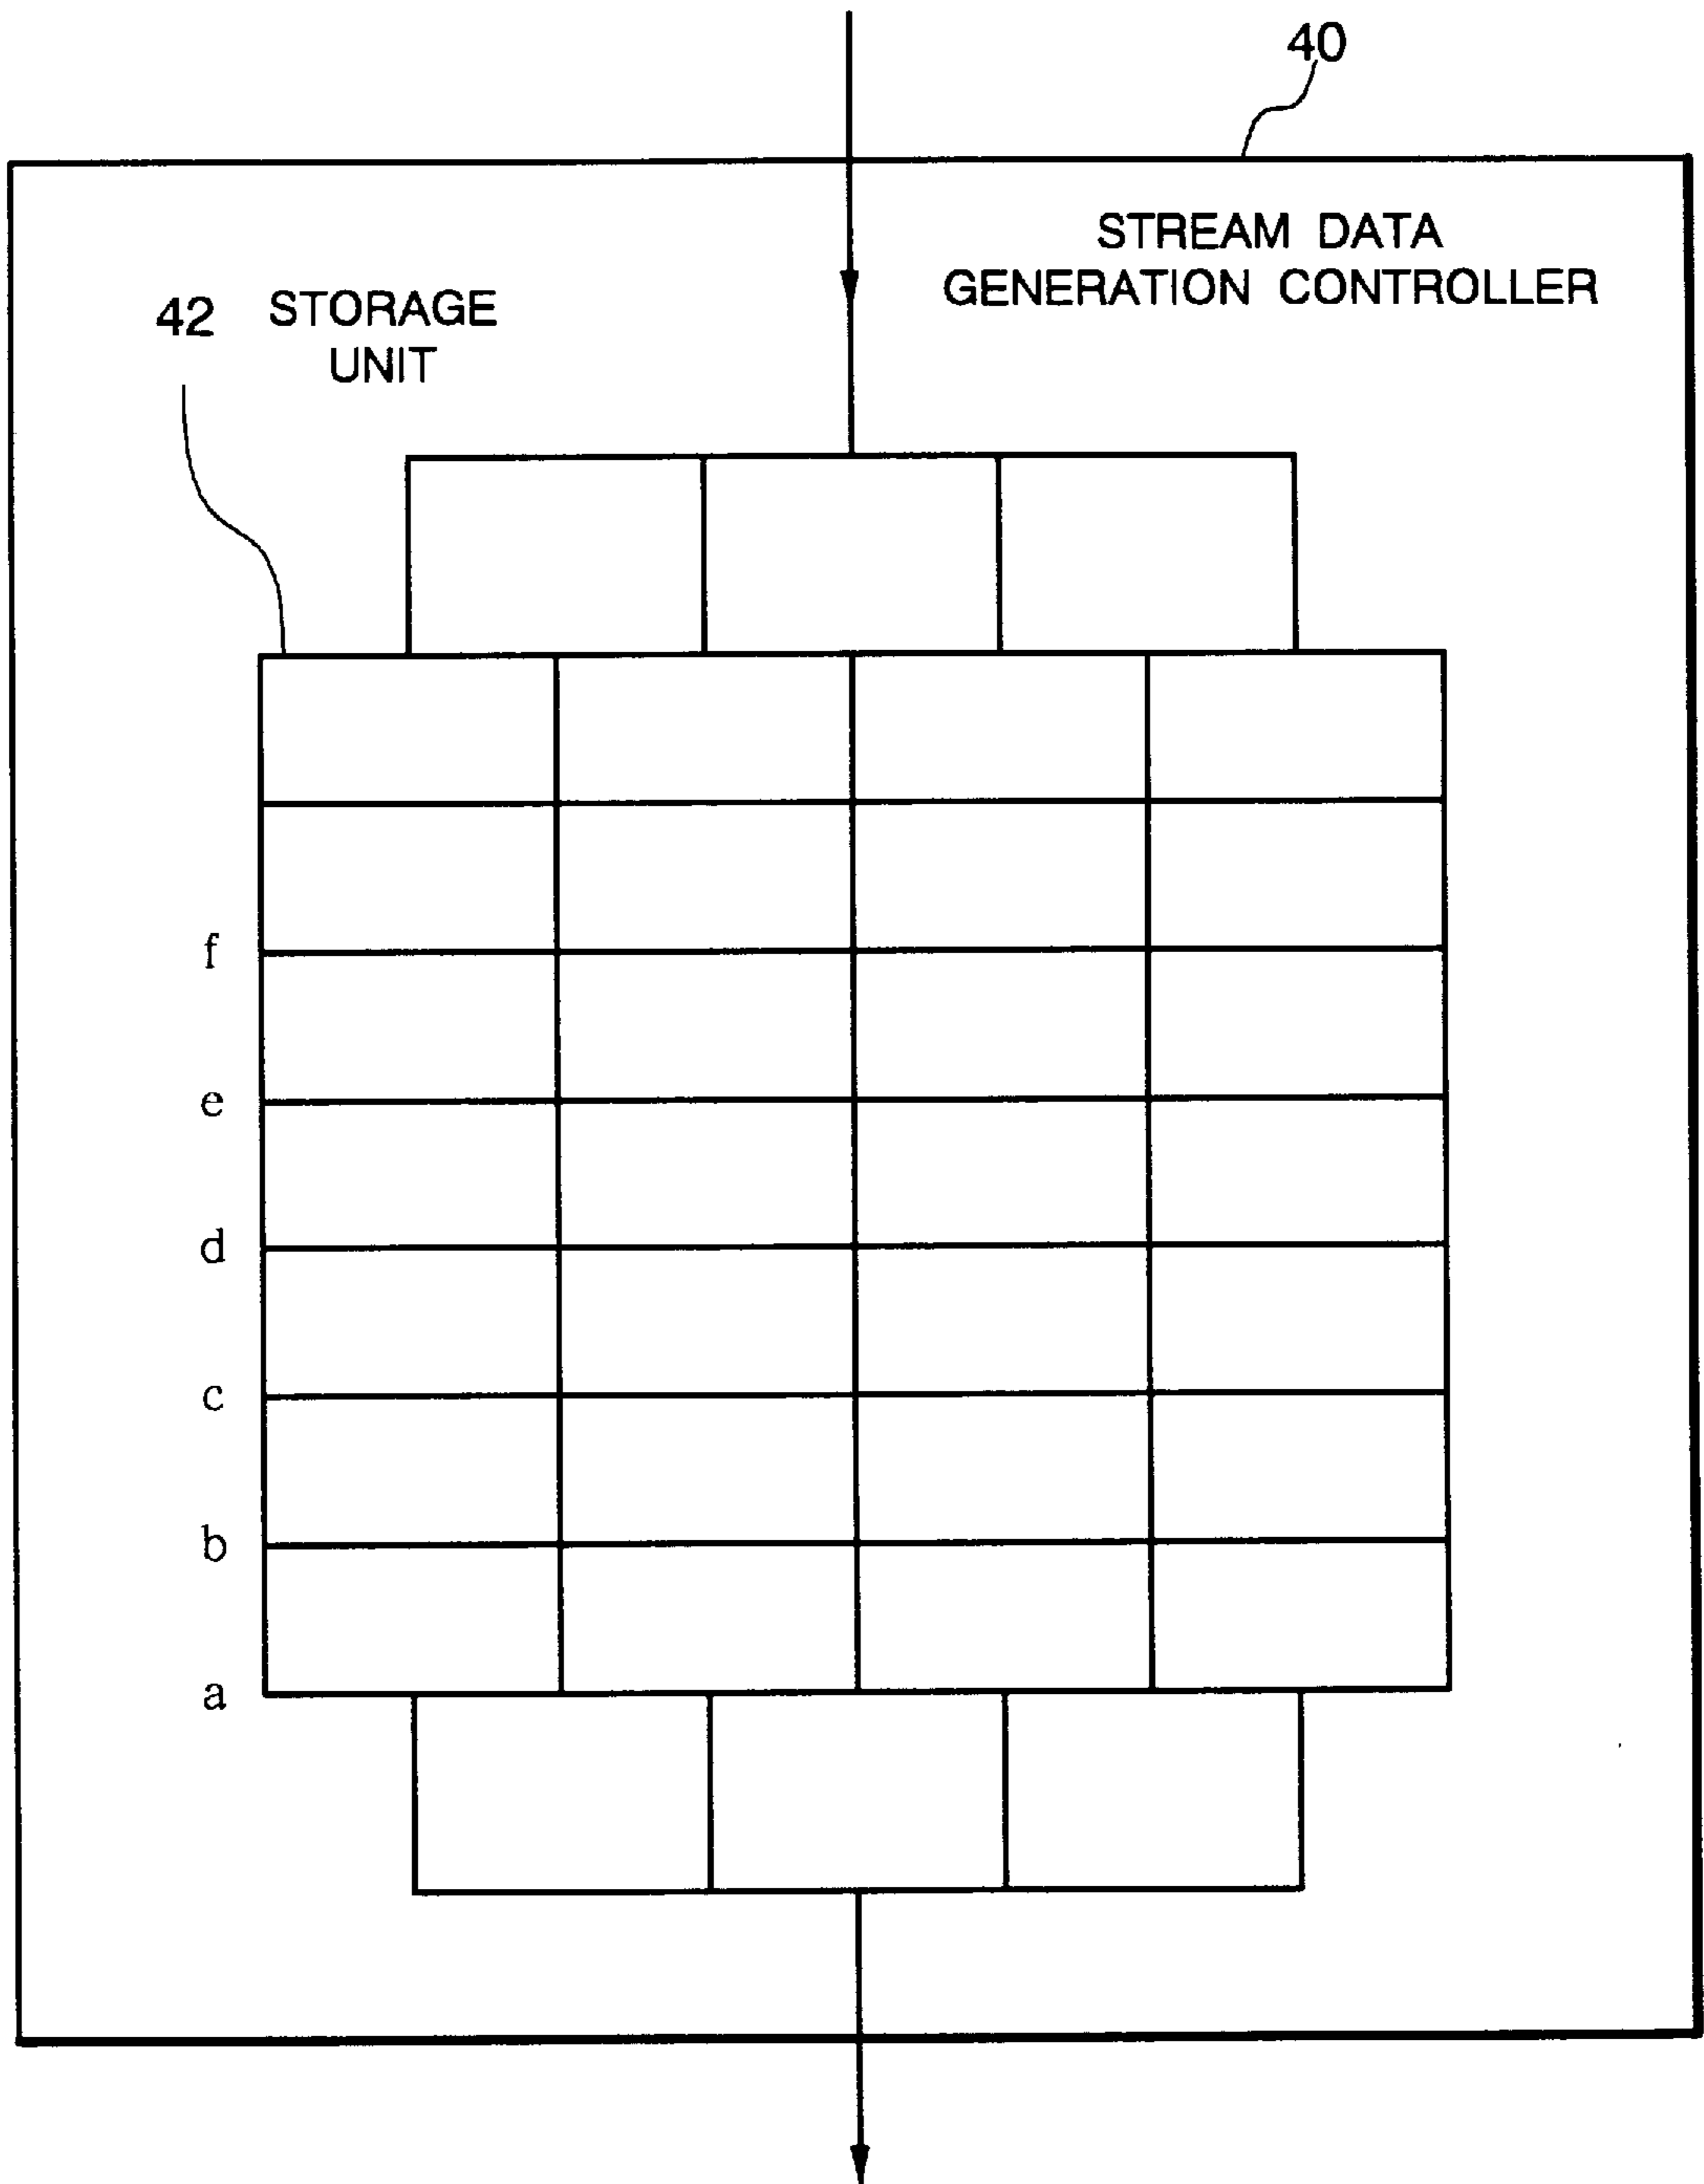 40
STREAM DATA
GENERATION CONTROLLER
42 STORAGE
UNIT
f
e
d
c
b
a